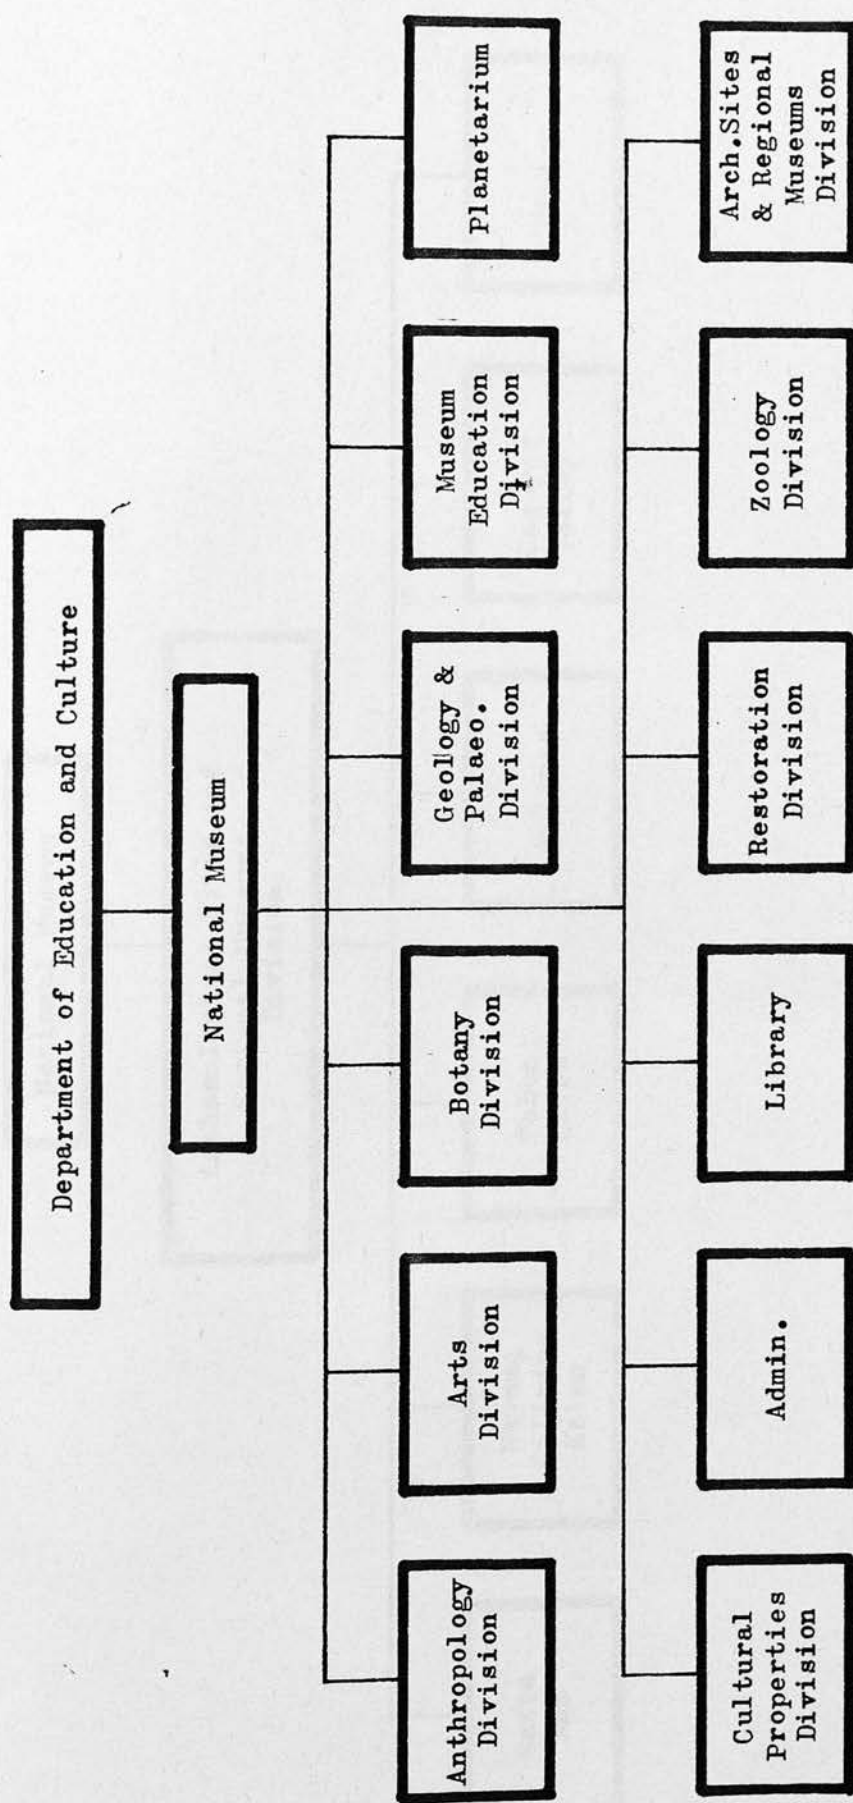 Department of Education and Culture
National Museum
Anthropology
Division
Arts
Division
Botany
Division
Geology &
Palaeo.
Division
Museum
Education
Division
Planetarium
Cultural
Properties
Division
Admin.
Library
Restoration
Division
Zoology
Division
Arch.Sites
& Regional
Museums
Division